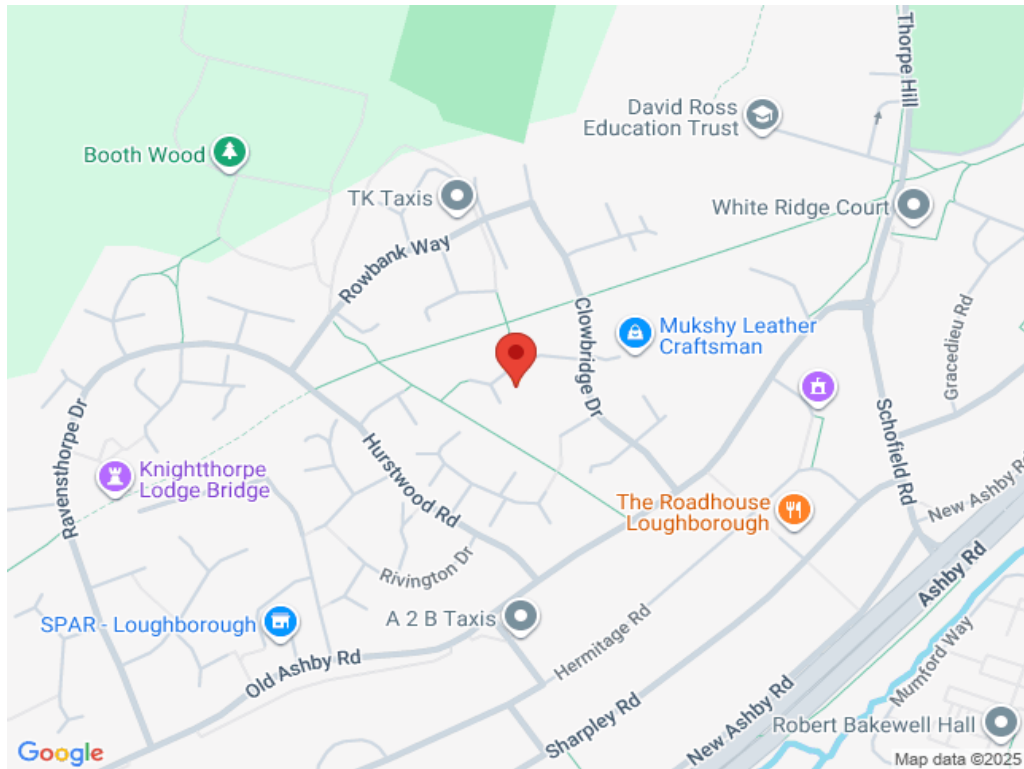 Thorpe Hill
David Ross
Education Trust
Booth Wood
TK Taxis
White Ridge Court
Rowbank Way
Clowbridge Dr
Mukshy Leather
Craftsman
Gracedieu Rd
Ravensthorpe Dr
Schofield Rd
Knightthorpe
Lodge Bridge
Hurstwood Rd
The Roadhouse
Loughborough
New Ashby Rd
Ashby Rd
Rivington Dr
SPAR - Loughborough
A 2 B Taxis
Hermitage Rd
Mumford Way
Old Ashby Rd
Sharpley Rd
New Ashby Rd
Robert Bakewell Hall
Google
Map data ©2025